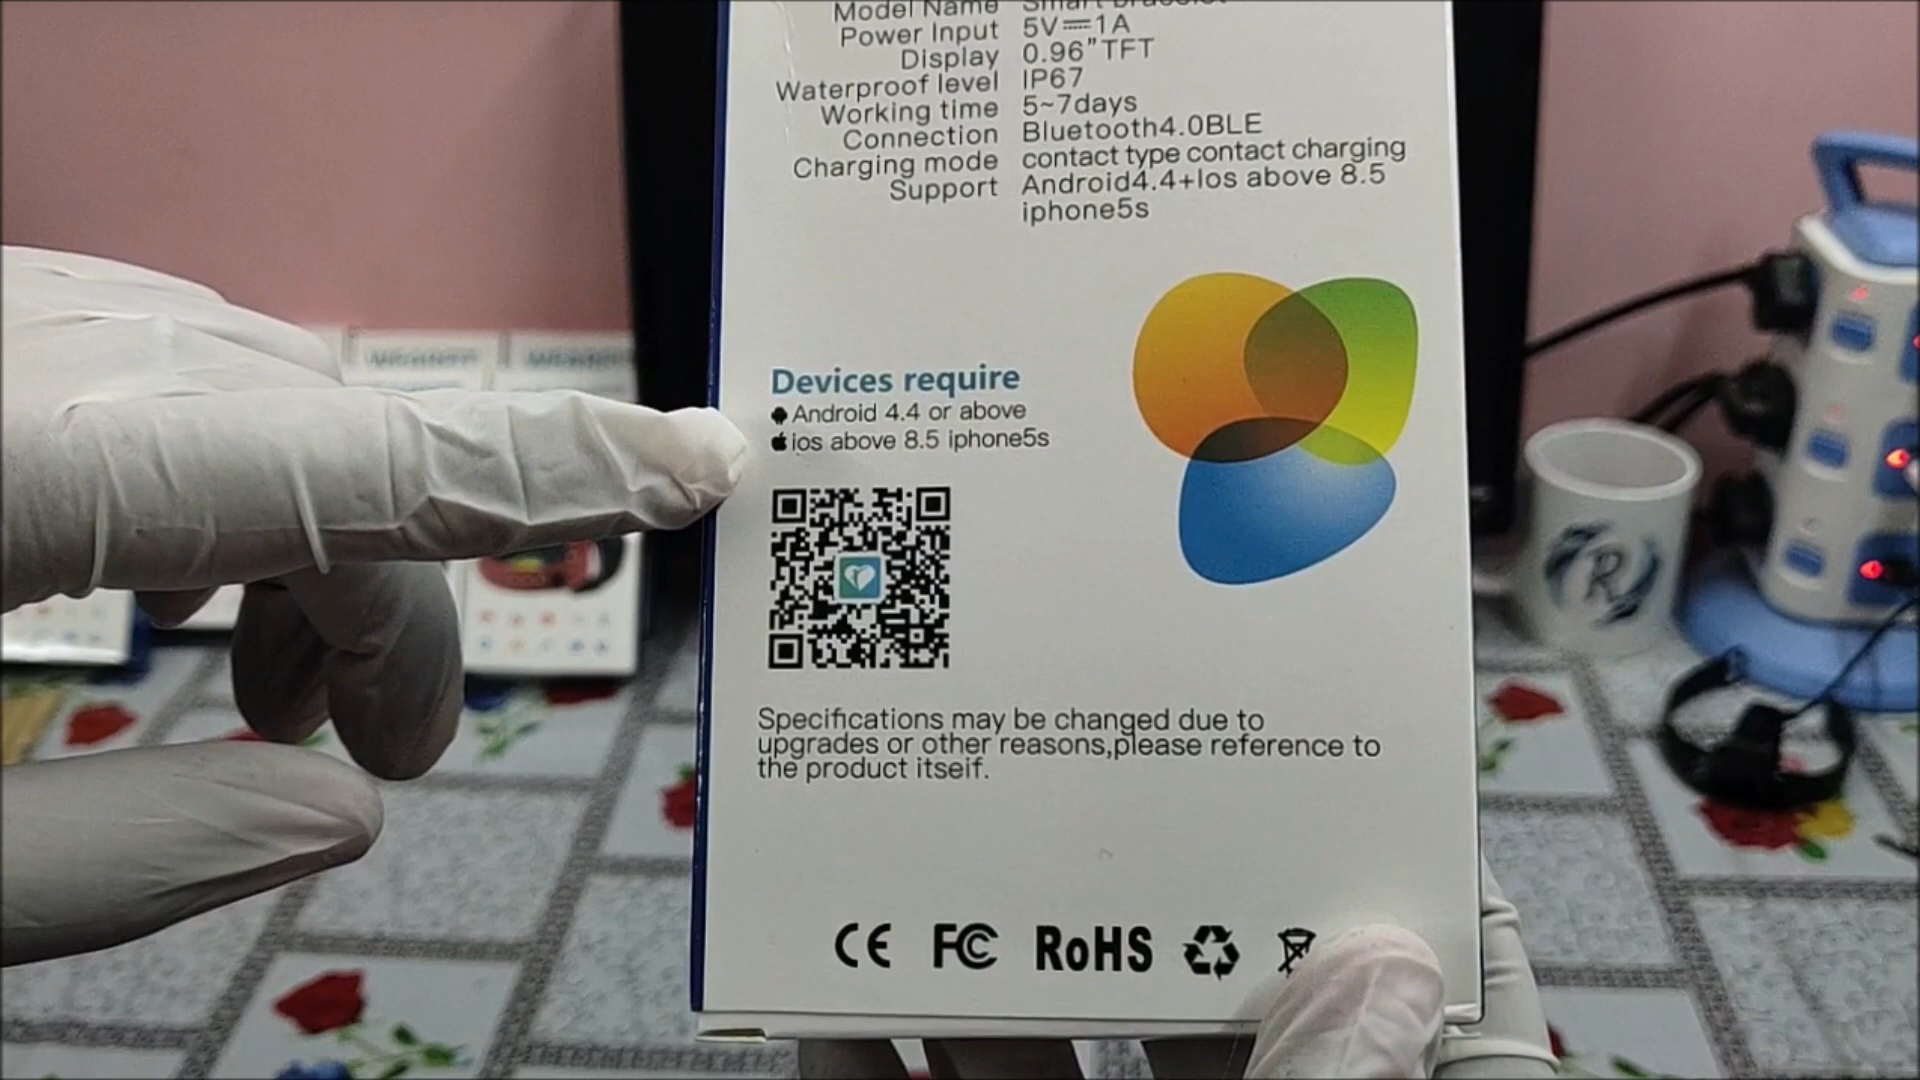 Model Name Smart bracelet
Power Input 5V⎓1A
Display 0.96”TFT
Waterproof level IP67
Working time 5~7days
Connection Bluetooth4.0BLE
Charging mode contact type contact charging
Support Android4.4+Ios above 8.5
iphone5s
Devices require
Android 4.4 or above
ios above 8.5 iphone5s
Specifications may be changed due to
upgrades or other reasons,please reference to
the product itseif.
CE FC RoHS
R